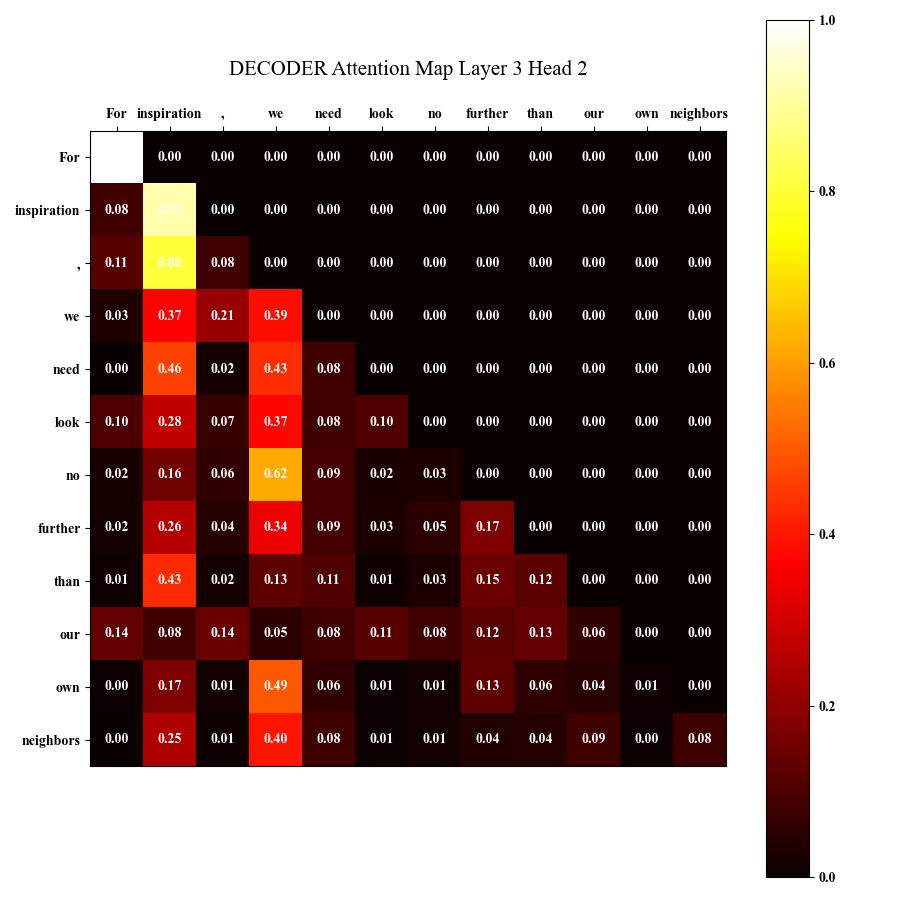 DECODER Attention Map Layer 3 Head 2
For inspiration , we need look no further than our own neighbors
For 0.00 0.00 0.00 0.00 0.00 0.00 0.00 0.00 0.00 0.00 0.00
inspiration 0.08 0.92 0.00 0.00 0.00 0.00 0.00 0.00 0.00 0.00 0.00 0.00
, 0.11 0.80 0.08 0.00 0.00 0.00 0.00 0.00 0.00 0.00 0.00 0.00
we 0.03 0.37 0.21 0.39 0.00 0.00 0.00 0.00 0.00 0.00 0.00 0.00
need 0.00 0.46 0.02 0.43 0.08 0.00 0.00 0.00 0.00 0.00 0.00 0.00
look 0.10 0.28 0.07 0.37 0.08 0.10 0.00 0.00 0.00 0.00 0.00 0.00
no 0.02 0.16 0.06 0.62 0.09 0.02 0.03 0.00 0.00 0.00 0.00 0.00
further 0.02 0.26 0.04 0.34 0.09 0.03 0.05 0.17 0.00 0.00 0.00 0.00
than 0.01 0.43 0.02 0.13 0.11 0.01 0.03 0.15 0.12 0.00 0.00 0.00
our 0.14 0.08 0.14 0.05 0.08 0.11 0.08 0.12 0.13 0.06 0.00 0.00
own 0.00 0.17 0.01 0.49 0.06 0.01 0.01 0.13 0.06 0.04 0.01 0.00
neighbors 0.00 0.25 0.01 0.40 0.08 0.01 0.01 0.04 0.04 0.09 0.00 0.08
1.0
0.8
0.6
0.4
0.2
0.0